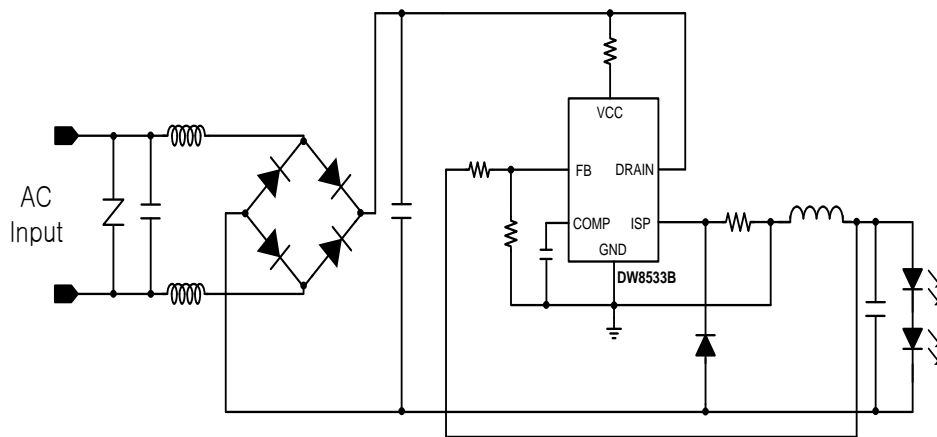 AC
Input
VCC
FB
DRAIN
COMP
ISP
GND
DW8533B